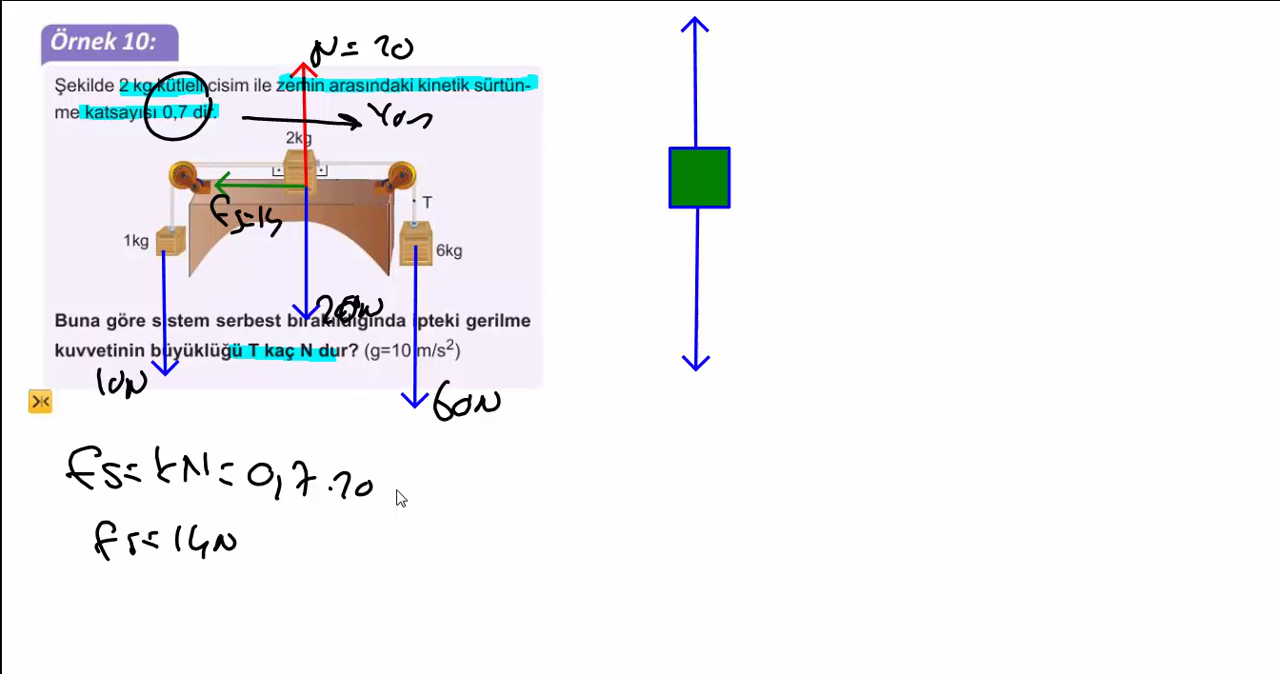 Örnek 10:
N = 20
Şekilde 2 kg kütleli cisim ile zemin arasındaki kinetik sürtün-
me katsayısı 0,7 dir.
Yön
2kg
T
fs=14
1kg
6kg
20N
Buna göre sistem serbest bırakıldığında ipteki gerilme
kuvvetinin büyüklüğü T kaç N dur? (g=10 m/s²)
10N
60N
fs= kN= 0,7.20
fs= 14N